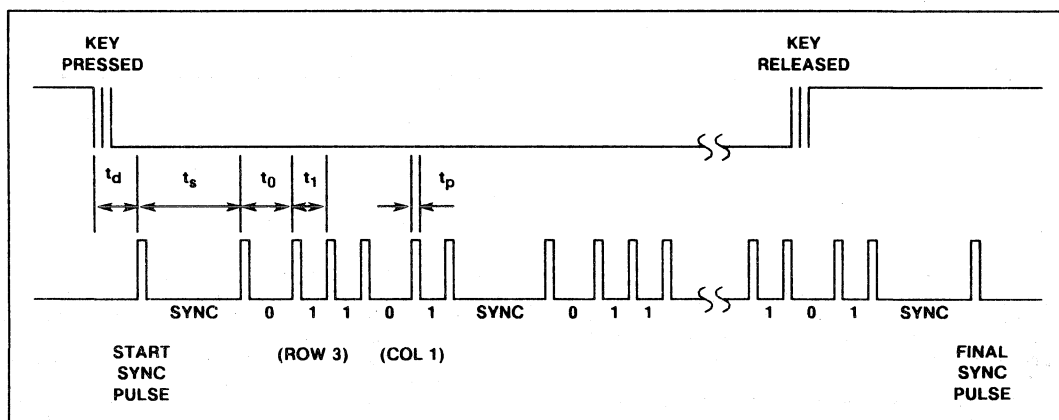 KEY
PRESSED
KEY
RELEASED
td
ts
t0
t1
tp
SYNC 0 1 1 0 1 SYNC 0 1 1 1 0 1 SYNC
START
SYNC
PULSE
(ROW 3) (COL 1)
FINAL
SYNC
PULSE